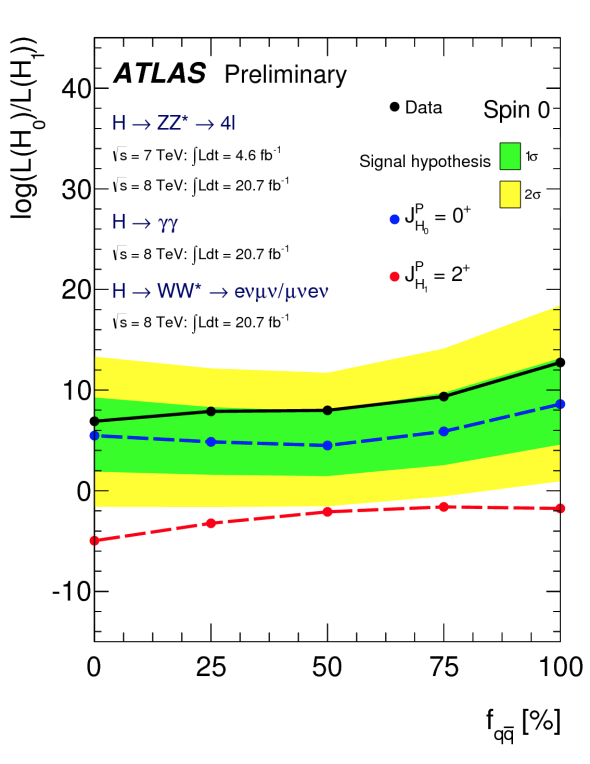 log(L(H₀)/L(H₁))
ATLAS Preliminary
H → ZZ* → 4l
√s = 7 TeV: ∫Ldt = 4.6 fb⁻¹
√s = 8 TeV: ∫Ldt = 20.7 fb⁻¹
H → γγ
√s = 8 TeV: ∫Ldt = 20.7 fb⁻¹
H → WW* → eνμν/μνeν
√s = 8 TeV: ∫Ldt = 20.7 fb⁻¹
Data
Spin 0
Signal hypothesis
1σ
2σ
J^P_H₀ = 0⁺
J^P_H₁ = 2⁺
40
30
20
10
0
-10
0 25 50 75 100
f_qq̄ [%]